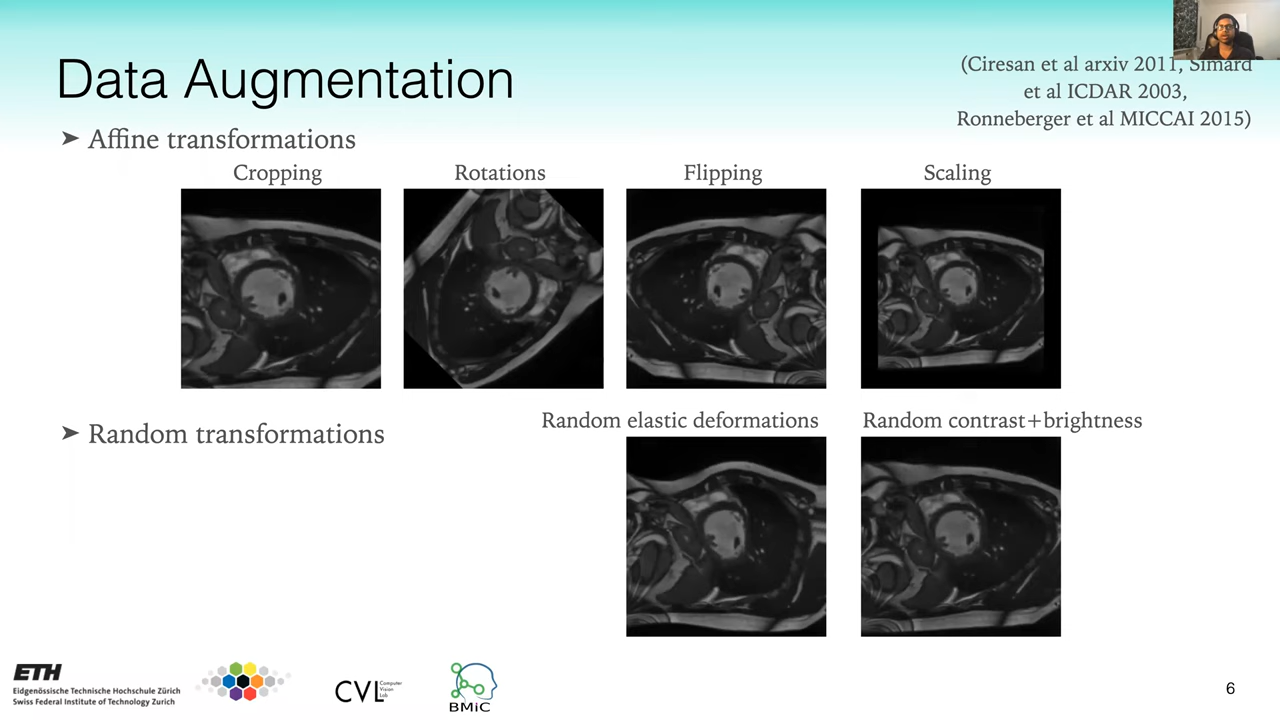 Data Augmentation
(Ciresan et al arxiv 2011, Simard
et al ICDAR 2003,
Ronneberger et al MICCAI 2015)
➤ Affine transformations
Cropping
Rotations
Flipping
Scaling
➤ Random transformations
Random elastic deformations
Random contrast+brightness
ETH
Eidgenössische Technische Hochschule Zürich
Swiss Federal Institute of Technology Zurich
CVL Computer
Vision
Lab
BMiC
6